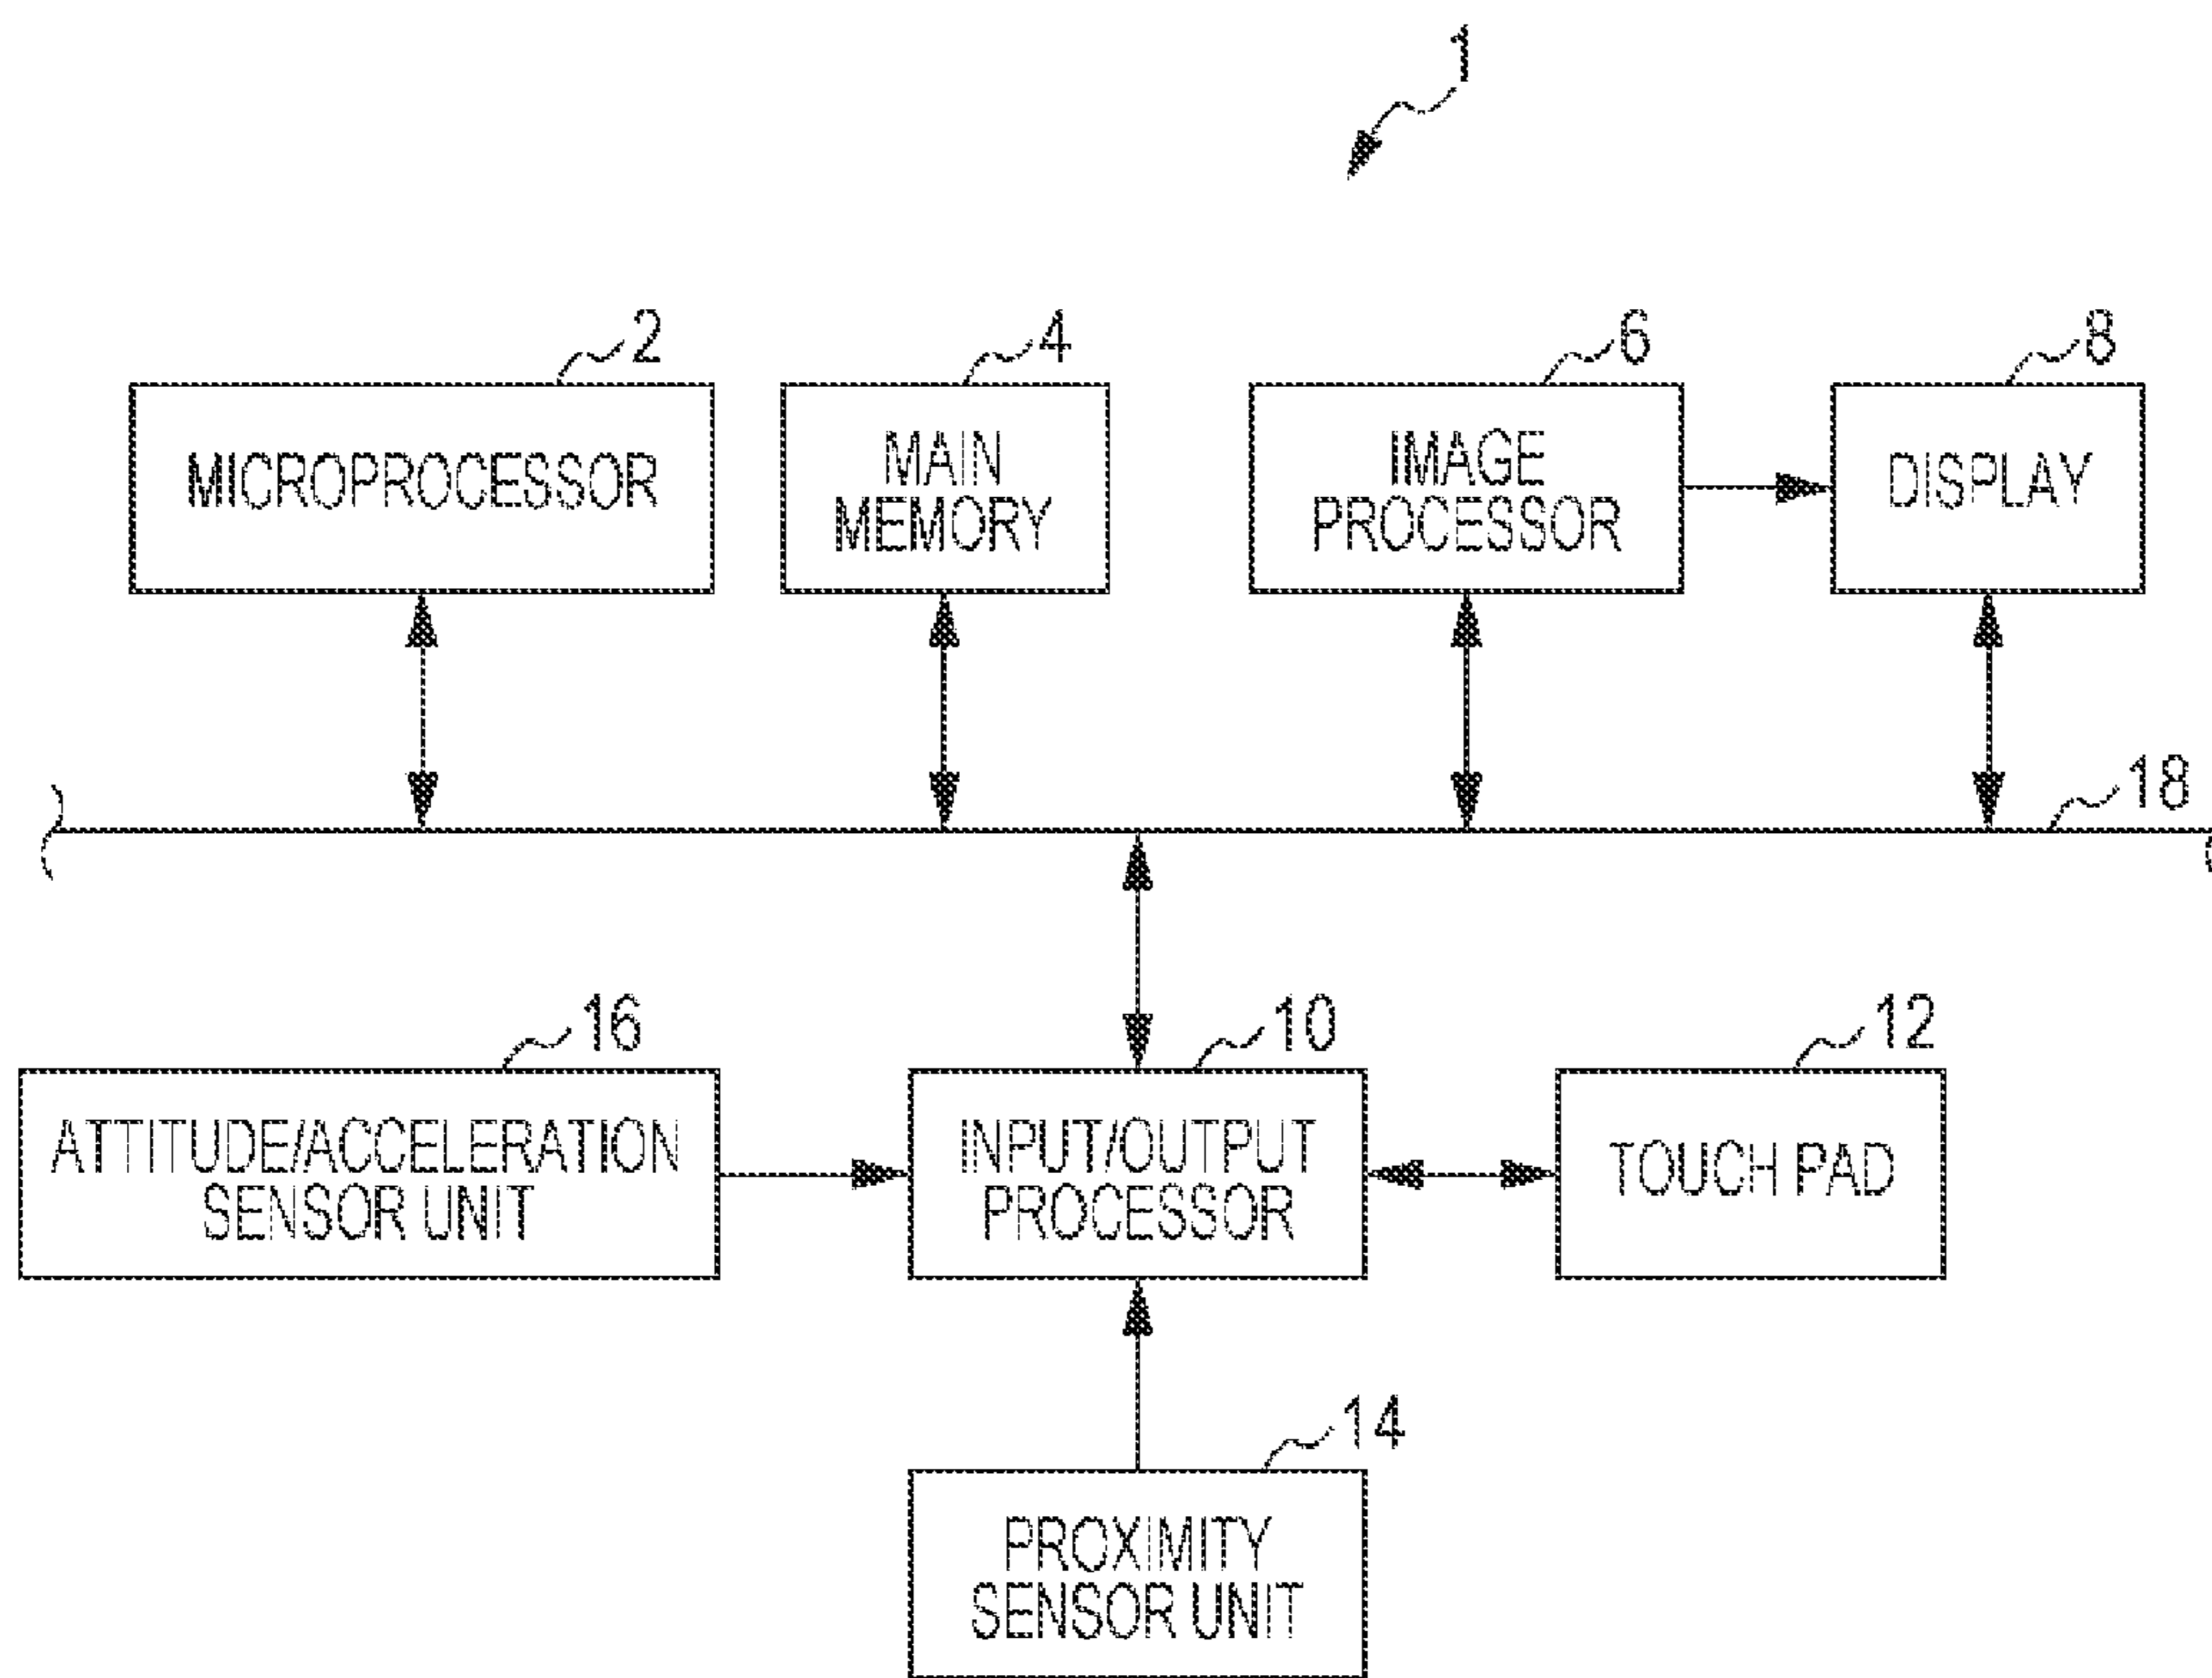 1
2
4
6
8
MICROPROCESSOR
MAIN
MEMORY
IMAGE
PROCESSOR
DISPLAY
18
16
10
12
ATTITUDE/ACCELERATION
SENSOR UNIT
INPUT/OUTPUT
PROCESSOR
TOUCH PAD
14
PROXIMITY
SENSOR UNIT